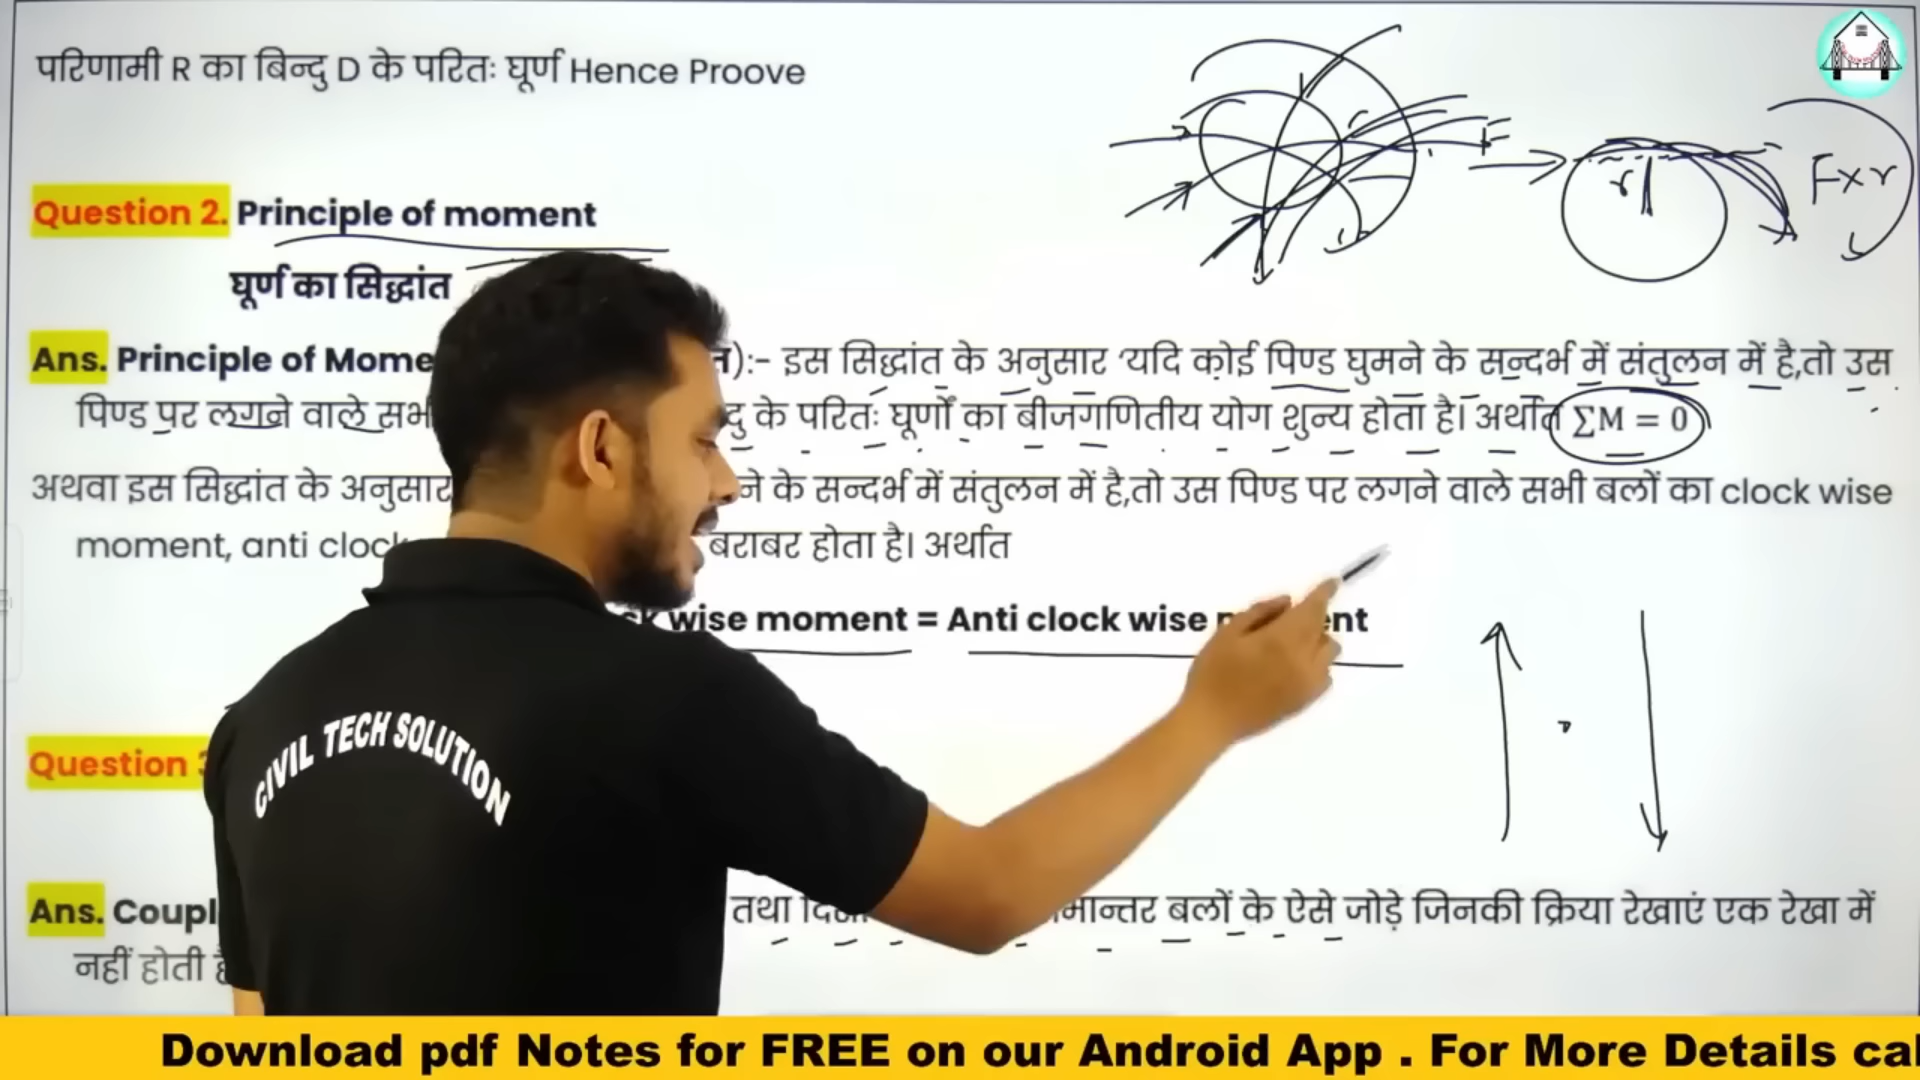 परिणामी R का बिन्दु D के परितः घूर्ण Hence Proove
Question 2. Principle of moment
घूर्ण का सिद्धांत
Ans. Principle of Mome :- इस सिद्धांत के अनुसार ‘यदि कोई पिण्ड घुमने के सन्दर्भ में संतुलन में है,तो उस
पिण्ड पर लगने वाले सभी के परितः घूर्णों का बीजगणितीय योग शुन्य होता है। अर्थात ∑M = 0
अथवा इस सिद्धांत के अनुसार के सन्दर्भ में संतुलन में है,तो उस पिण्ड पर लगने वाले सभी बलों का clock wise
moment, anti clock बराबर होता है। अर्थात
wise moment = Anti clock wise
Question
Ans. Coupl तथा मान्तर बलों के ऐसे जोड़े जिनकी क्रिया रेखाएं एक रेखा में
नहीं होती
F
r
F×r
CIVIL TECH SOLUTION
Download pdf Notes for FREE on our Android App . For More Details cal